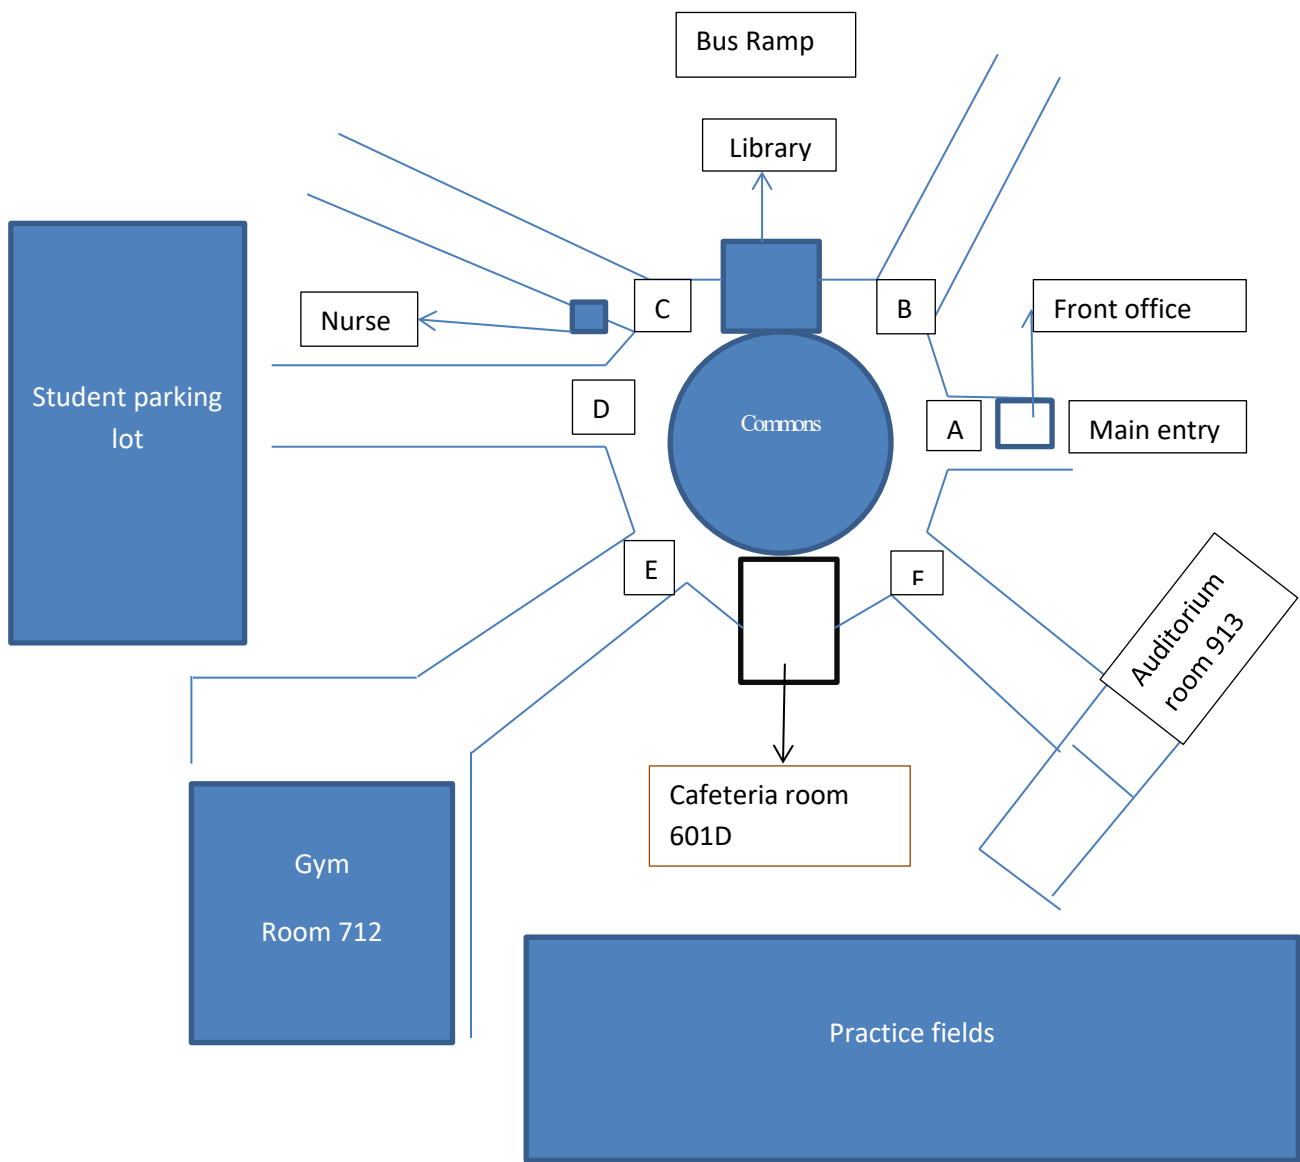 Bus Ramp
Library
C
B
Nurse
Front office
Student parking
lot
D
Commons
A
Main entry
E
F
Auditorium
room 913
Cafeteria room
601D
Gym
Room 712
Practice fields